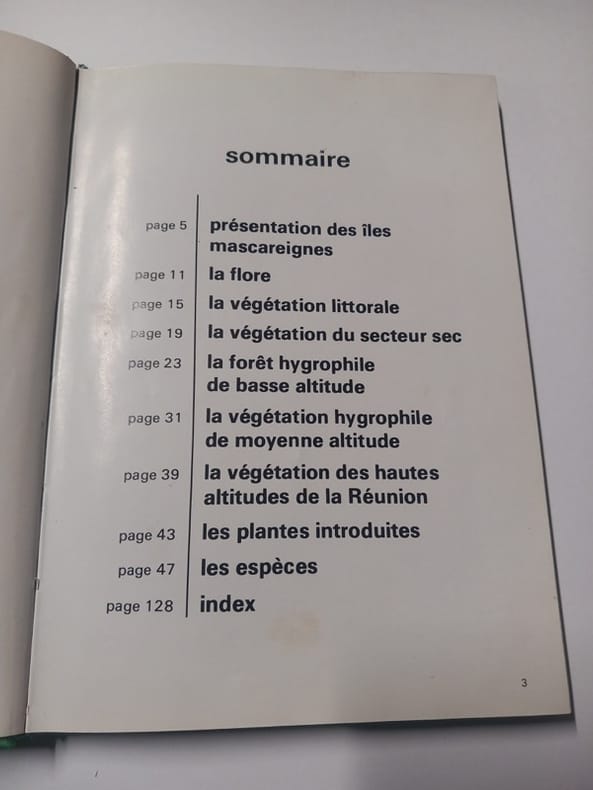 sommaire
page 5 présentation des îles
mascareignes
page 11 la flore
page 15 la végétation littorale
page 19 la végétation du secteur sec
page 23 la forêt hygrophile
de basse altitude
page 31 la végétation hygrophile
de moyenne altitude
page 39 la végétation des hautes
altitudes de la Réunion
page 43 les plantes introduites
page 47 les espèces
page 128 index
3